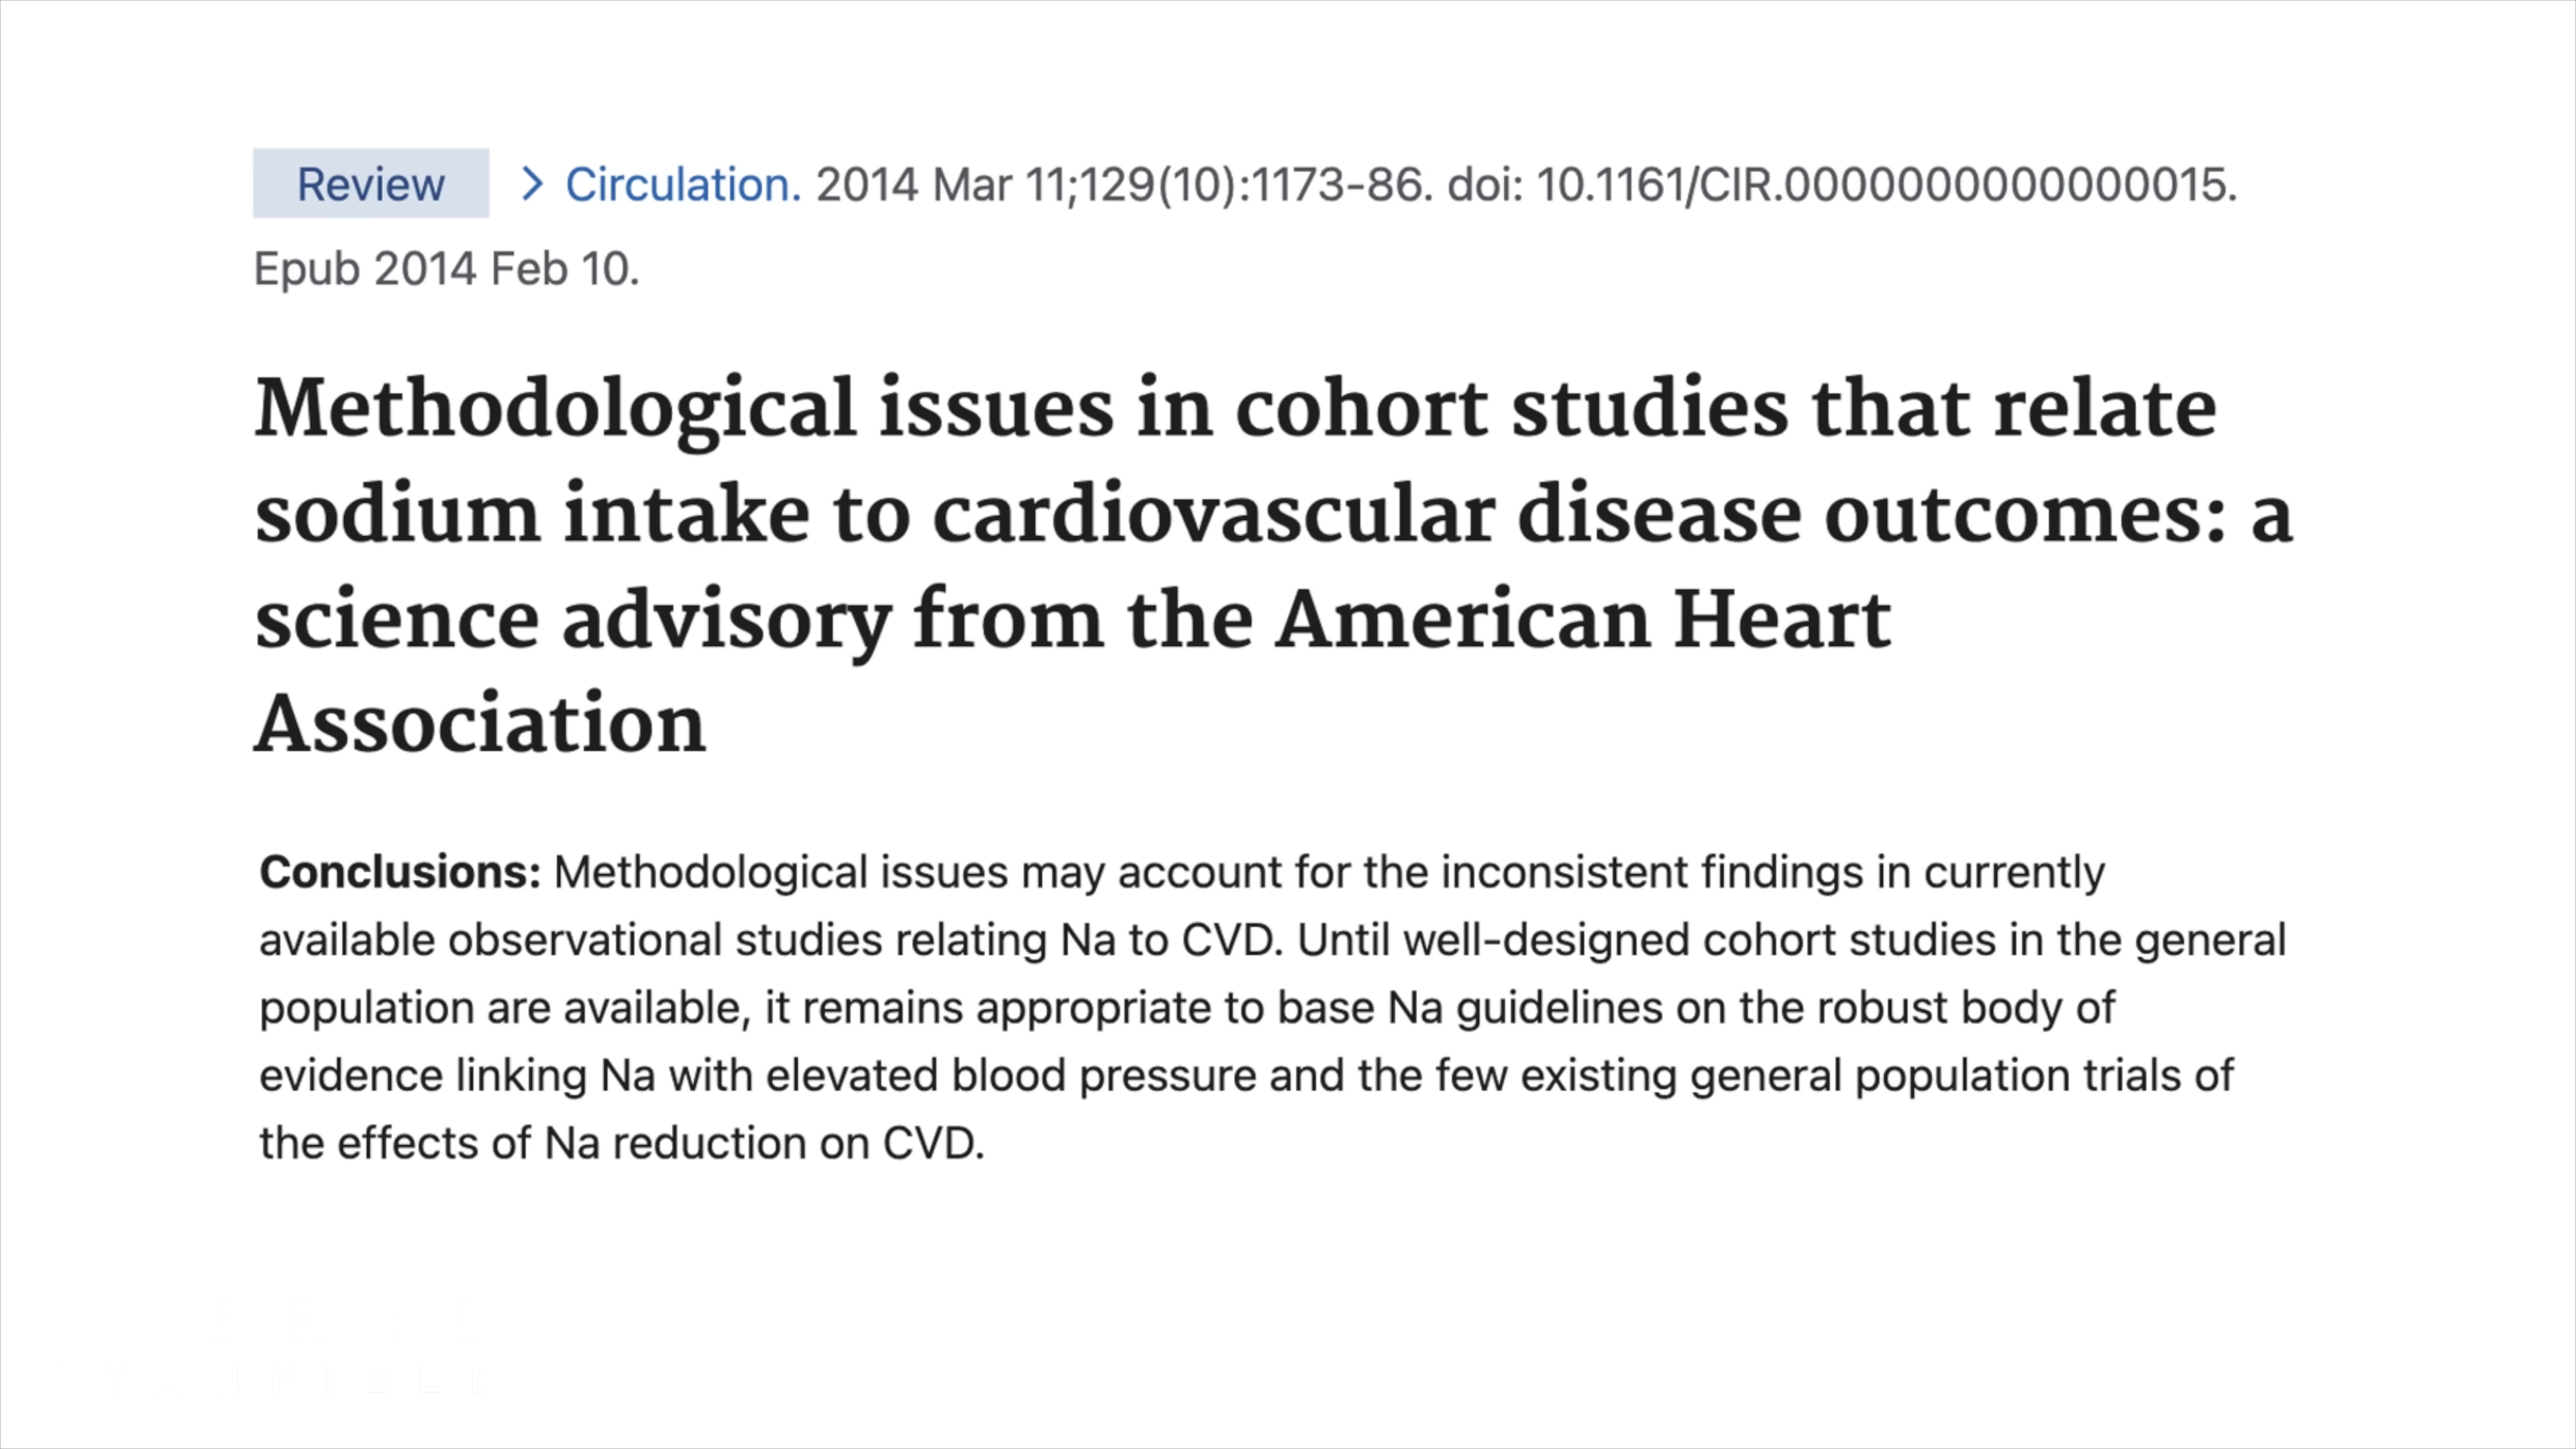 Review > Circulation. 2014 Mar 11;129(10):1173-86. doi: 10.1161/CIR.0000000000000015.
Epub 2014 Feb 10.
Methodological issues in cohort studies that relate
sodium intake to cardiovascular disease outcomes: a
science advisory from the American Heart
Association
Conclusions: Methodological issues may account for the inconsistent findings in currently
available observational studies relating Na to CVD. Until well-designed cohort studies in the general
population are available, it remains appropriate to base Na guidelines on the robust body of
evidence linking Na with elevated blood pressure and the few existing general population trials of
the effects of Na reduction on CVD.